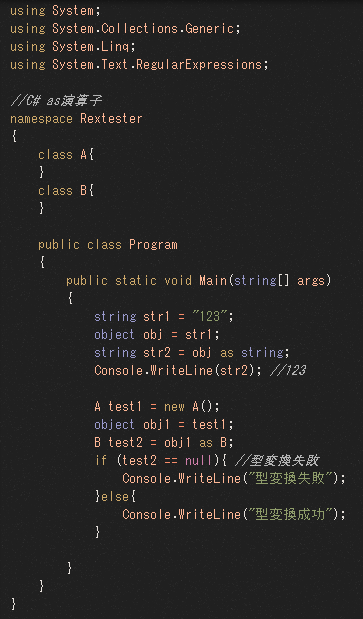 using System;
using System.Collections.Generic;
using System.Linq;
using System.Text.RegularExpressions;

//C# as演算子
namespace Rextester
{
    class A{
    }
    class B{
    }

    public class Program
    {
        public static void Main(string[] args)
        {
            string str1 = "123";
            object obj = str1;
            string str2 = obj as string;
            Console.WriteLine(str2); //123

            A test1 = new A();
            object obj1 = test1;
            B test2 = obj1 as B;
            if (test2 == null){ //型変換失敗
                Console.WriteLine("型変換失敗");
            }else{
                Console.WriteLine("型変換成功");
            }

        }
    }
}